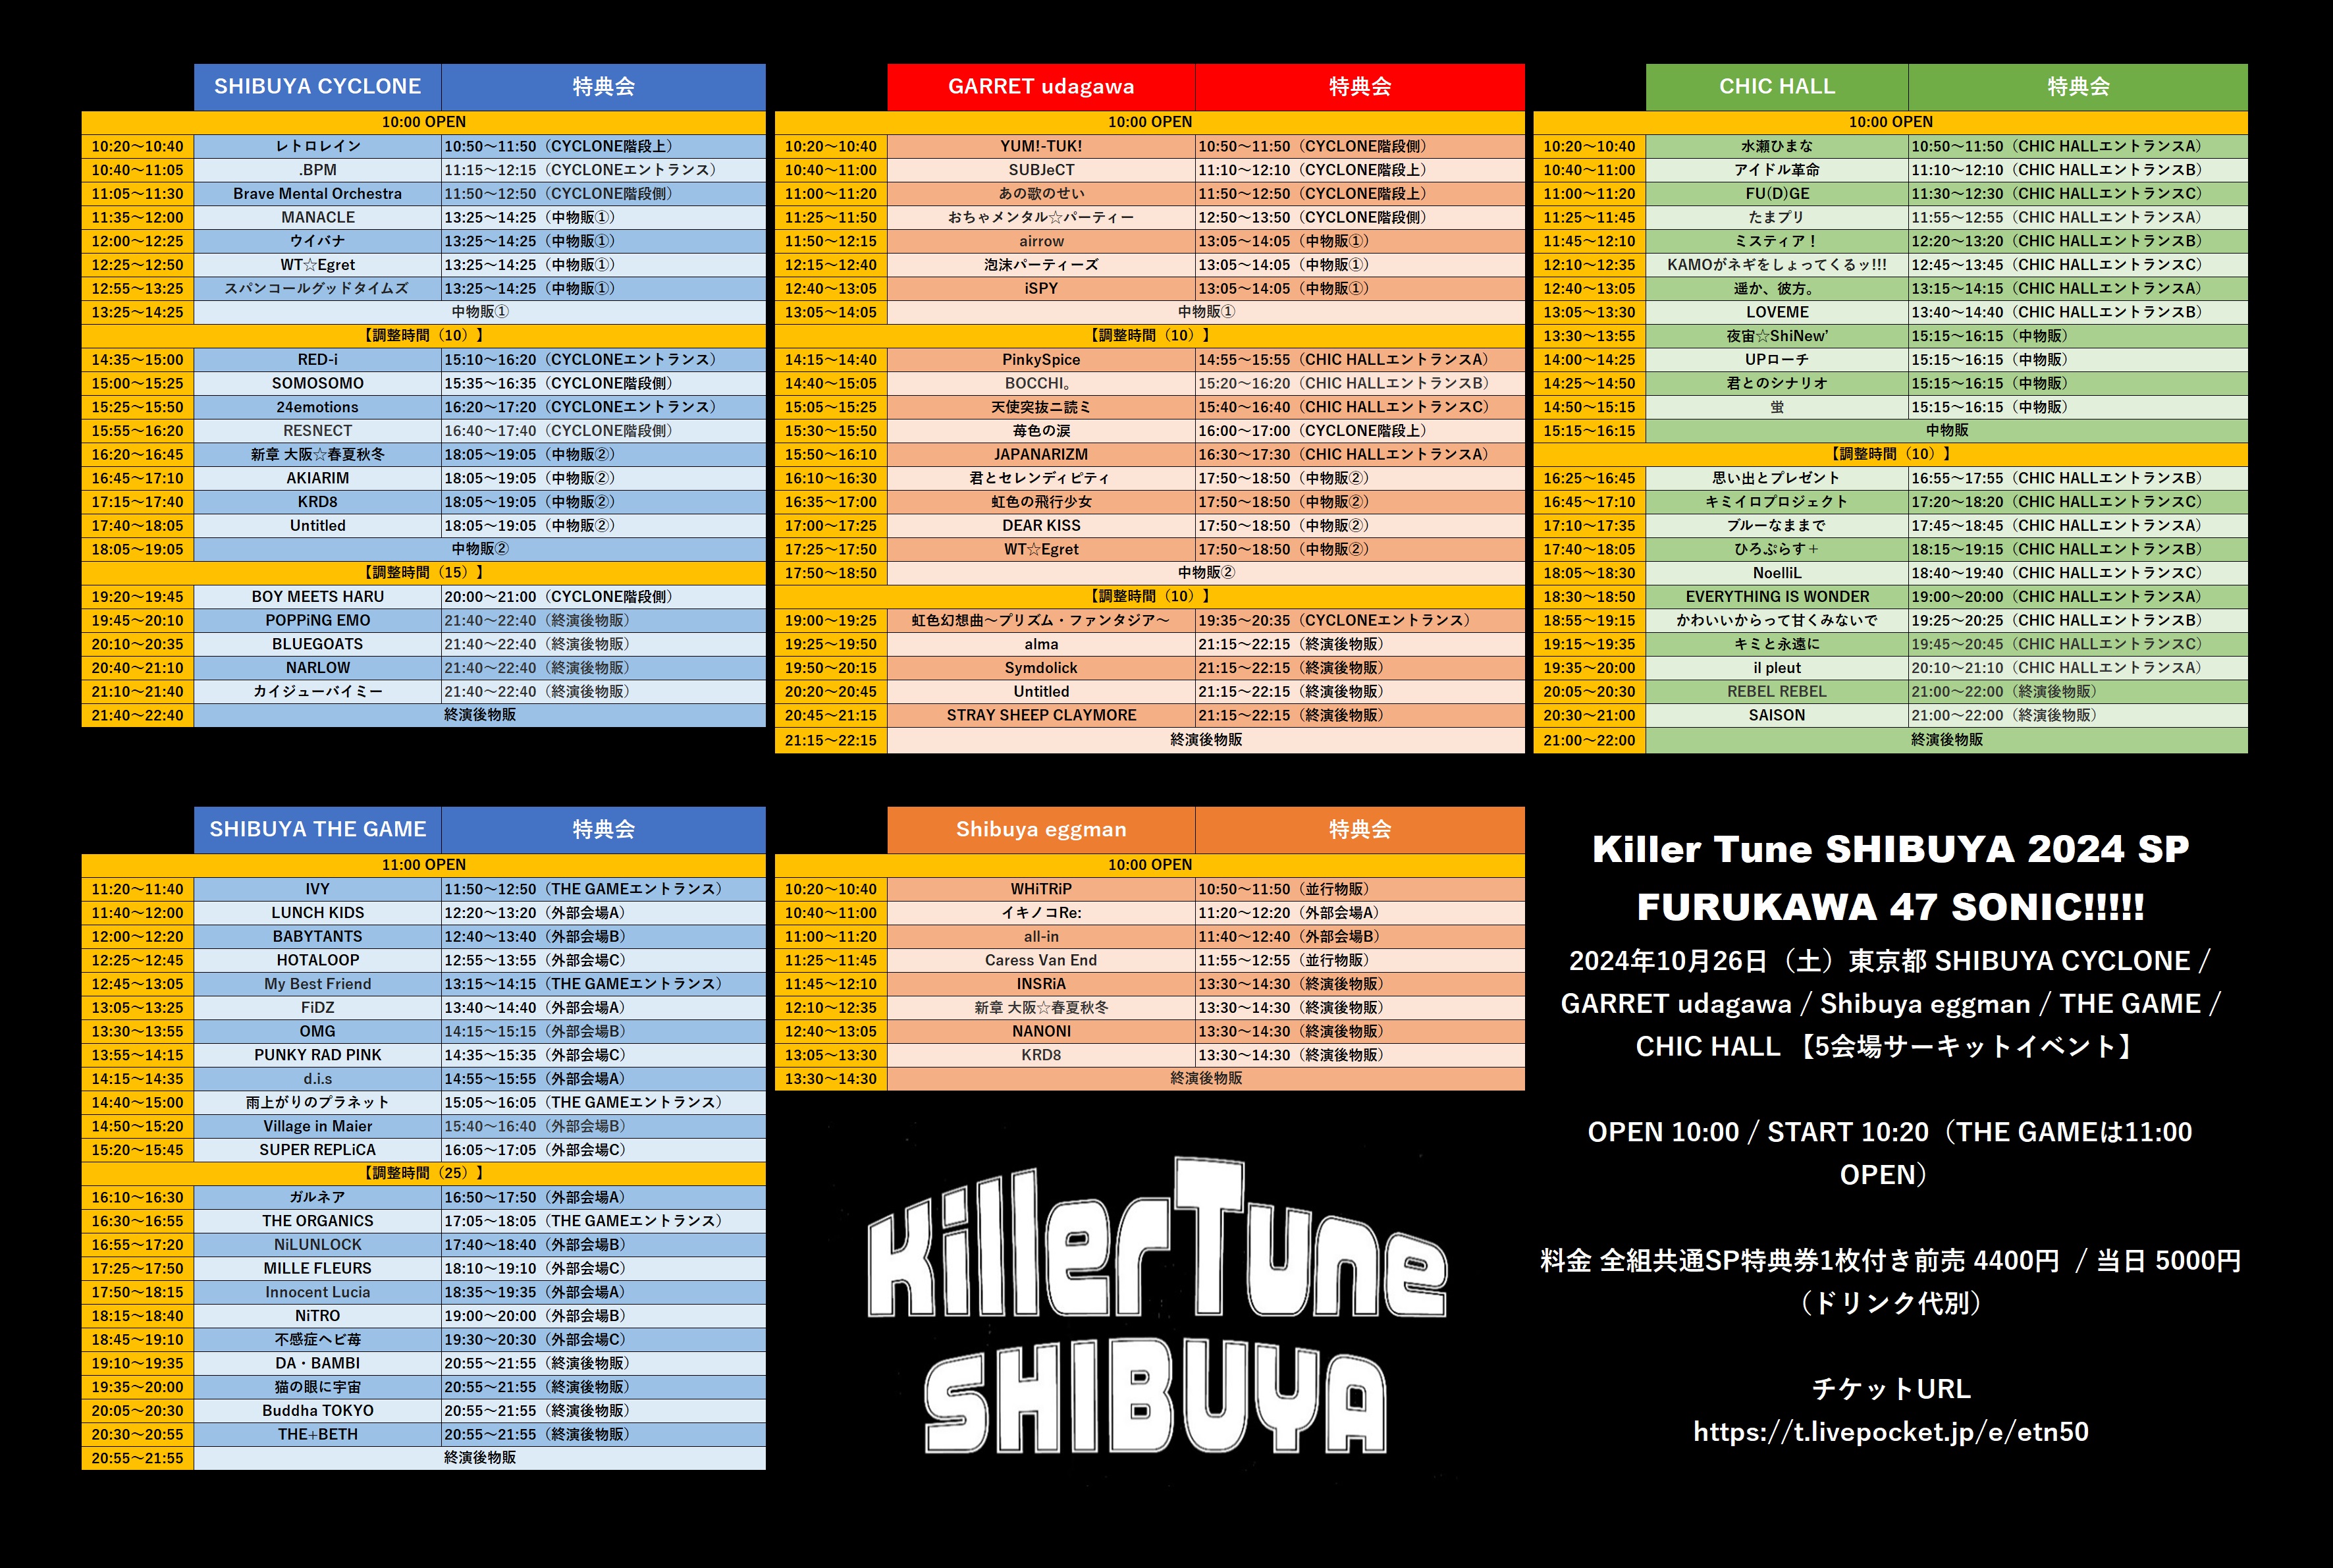 SHIBUYA CYCLONE 特典会
10:00 OPEN
10:20～10:40 レトロレイン 10:50～11:50（CYCLONE階段上）
10:40～11:05 .BPM 11:15～12:15（CYCLONEエントランス）
11:05～11:30 Brave Mental Orchestra 11:50～12:50（CYCLONE階段側）
11:35～12:00 MANACLE 13:25～14:25（中物販①）
12:00～12:25 ウイバナ 13:25～14:25（中物販①）
12:25～12:50 WT☆Egret 13:25～14:25（中物販①）
12:55～13:25 スパンコールグッドタイムズ 13:25～14:25（中物販①）
13:25～14:25 中物販①
【調整時間（10）】
14:35～15:00 RED-i 15:10～16:20（CYCLONEエントランス）
15:00～15:25 SOMOSOMO 15:35～16:35（CYCLONE階段側）
15:25～15:50 24emotions 16:20～17:20（CYCLONEエントランス）
15:55～16:20 RESNECT 16:40～17:40（CYCLONE階段側）
16:20～16:45 新章 大阪☆春夏秋冬 18:05～19:05（中物販②）
16:45～17:10 AKIARIM 18:05～19:05（中物販②）
17:15～17:40 KRD8 18:05～19:05（中物販②）
17:40～18:05 Untitled 18:05～19:05（中物販②）
18:05～19:05 中物販②
【調整時間（15）】
19:20～19:45 BOY MEETS HARU 20:00～21:00（CYCLONE階段側）
19:45～20:10 POPPiNG EMO 21:40～22:40（終演後物販）
20:10～20:35 BLUEGOATS 21:40～22:40（終演後物販）
20:40～21:10 NARLOW 21:40～22:40（終演後物販）
21:10～21:40 カイジューバイミー 21:40～22:40（終演後物販）
21:40～22:40 終演後物販
GARRET udagawa 特典会
10:00 OPEN
10:20～10:40 YUM!-TUK! 10:50～11:50（CYCLONE階段側）
10:40～11:00 SUBJeCT 11:10～12:10（CYCLONE階段上）
11:00～11:20 あの歌のせい 11:50～12:50（CYCLONE階段上）
11:25～11:50 おちゃメンタル☆パーティー 12:50～13:50（CYCLONE階段側）
11:50～12:15 airrow 13:05～14:05（中物販①）
12:15～12:40 泡沫パーティーズ 13:05～14:05（中物販①）
12:40～13:05 iSPY 13:05～14:05（中物販①）
13:05～14:05 中物販①
【調整時間（10）】
14:15～14:40 PinkySpice 14:55～15:55（CHIC HALLエントランスA）
14:40～15:05 BOCCHI。 15:20～16:20（CHIC HALLエントランスB）
15:05～15:25 天使突抜ニ読ミ 15:40～16:40（CHIC HALLエントランスC）
15:30～15:50 苺色の涙 16:00～17:00（CYCLONE階段上）
15:50～16:10 JAPANARIZM 16:30～17:30（CHIC HALLエントランスA）
16:10～16:30 君とセレンディピティ 17:50～18:50（中物販②）
16:35～17:00 虹色の飛行少女 17:50～18:50（中物販②）
17:00～17:25 DEAR KISS 17:50～18:50（中物販②）
17:25～17:50 WT☆Egret 17:50～18:50（中物販②）
17:50～18:50 中物販②
【調整時間（10）】
19:00～19:25 虹色幻想曲～プリズム・ファンタジア～ 19:35～20:35（CYCLONEエントランス）
19:25～19:50 alma 21:15～22:15（終演後物販）
19:50～20:15 Symdolick 21:15～22:15（終演後物販）
20:20～20:45 Untitled 21:15～22:15（終演後物販）
20:45～21:15 STRAY SHEEP CLAYMORE 21:15～22:15（終演後物販）
21:15～22:15 終演後物販
CHIC HALL 特典会
10:00 OPEN
10:20～10:40 水瀬ひまな 10:50～11:50（CHIC HALLエントランスA）
10:40～11:00 アイドル革命 11:10～12:10（CHIC HALLエントランスB）
11:00～11:20 FU(D)GE 11:30～12:30（CHIC HALLエントランスC）
11:25～11:45 たまプリ 11:55～12:55（CHIC HALLエントランスA）
11:45～12:10 ミスティア！ 12:20～13:20（CHIC HALLエントランスB）
12:10～12:35 KAMOがネギをしょってくるッ!!! 12:45～13:45（CHIC HALLエントランスC）
12:40～13:05 遥か、彼方。 13:15～14:15（CHIC HALLエントランスA）
13:05～13:30 LOVEME 13:40～14:40（CHIC HALLエントランスB）
13:30～13:55 夜宙☆ShiNew’ 15:15～16:15（中物販）
14:00～14:25 UPローチ 15:15～16:15（中物販）
14:25～14:50 君とのシナリオ 15:15～16:15（中物販）
14:50～15:15 蛍 15:15～16:15（中物販）
15:15～16:15 中物販
【調整時間（10）】
16:25～16:45 思い出とプレゼント 16:55～17:55（CHIC HALLエントランスB）
16:45～17:10 キミイロプロジェクト 17:20～18:20（CHIC HALLエントランスC）
17:10～17:35 ブルーなままで 17:45～18:45（CHIC HALLエントランスA）
17:40～18:05 ひろぷらす＋ 18:15～19:15（CHIC HALLエントランスB）
18:05～18:30 NoelliL 18:40～19:40（CHIC HALLエントランスC）
18:30～18:50 EVERYTHING IS WONDER 19:00～20:00（CHIC HALLエントランスA）
18:55～19:15 かわいいからって甘くみないで 19:25～20:25（CHIC HALLエントランスB）
19:15～19:35 キミと永遠に 19:45～20:45（CHIC HALLエントランスC）
19:35～20:00 il pleut 20:10～21:10（CHIC HALLエントランスA）
20:05～20:30 REBEL REBEL 21:00～22:00（終演後物販）
20:30～21:00 SAISON 21:00～22:00（終演後物販）
21:00～22:00 終演後物販
SHIBUYA THE GAME 特典会
11:00 OPEN
11:20～11:40 IVY 11:50～12:50（THE GAMEエントランス）
11:40～12:00 LUNCH KIDS 12:20～13:20（外部会場A）
12:00～12:20 BABYTANTS 12:40～13:40（外部会場B）
12:25～12:45 HOTALOOP 12:55～13:55（外部会場C）
12:45～13:05 My Best Friend 13:15～14:15（THE GAMEエントランス）
13:05～13:25 FiDZ 13:40～14:40（外部会場A）
13:30～13:55 OMG 14:15～15:15（外部会場B）
13:55～14:15 PUNKY RAD PINK 14:35～15:35（外部会場C）
14:15～14:35 d.i.s 14:55～15:55（外部会場A）
14:40～15:00 雨上がりのプラネット 15:05～16:05（THE GAMEエントランス）
14:50～15:20 Village in Maier 15:40～16:40（外部会場B）
15:20～15:45 SUPER REPLiCA 16:05～17:05（外部会場C）
【調整時間（25）】
16:10～16:30 ガルネア 16:50～17:50（外部会場A）
16:30～16:55 THE ORGANICS 17:05～18:05（THE GAMEエントランス）
16:55～17:20 NiLUNLOCK 17:40～18:40（外部会場B）
17:25～17:50 MILLE FLEURS 18:10～19:10（外部会場C）
17:50～18:15 Innocent Lucia 18:35～19:35（外部会場A）
18:15～18:40 NiTRO 19:00～20:00（外部会場B）
18:45～19:10 不感症ヘビ苺 19:30～20:30（外部会場C）
19:10～19:35 DA・BAMBI 20:55～21:55（終演後物販）
19:35～20:00 猫の眼に宇宙 20:55～21:55（終演後物販）
20:05～20:30 Buddha TOKYO 20:55～21:55（終演後物販）
20:30～20:55 THE+BETH 20:55～21:55（終演後物販）
20:55～21:55 終演後物販
Shibuya eggman 特典会
10:00 OPEN
10:20～10:40 WHiTRiP 10:50～11:50（並行物販）
10:40～11:00 イキノコRe: 11:20～12:20（外部会場A）
11:00～11:20 all-in 11:40～12:40（外部会場B）
11:25～11:45 Caress Van End 11:55～12:55（並行物販）
11:45～12:10 INSRiA 13:30～14:30（終演後物販）
12:10～12:35 新章 大阪☆春夏秋冬 13:30～14:30（終演後物販）
12:40～13:05 NANONI 13:30～14:30（終演後物販）
13:05～13:30 KRD8 13:30～14:30（終演後物販）
13:30～14:30 終演後物販
KillerTune
SHIBUYA
Killer Tune SHIBUYA 2024 SP
FURUKAWA 47 SONIC!!!!!
2024年10月26日（土）東京都 SHIBUYA CYCLONE /
GARRET udagawa / Shibuya eggman / THE GAME /
CHIC HALL 【5会場サーキットイベント】
OPEN 10:00 / START 10:20（THE GAMEは11:00
OPEN）
料金 全組共通SP特典券1枚付き前売 4400円 / 当日 5000円
（ドリンク代別）
チケットURL
https://t.livepocket.jp/e/etn50